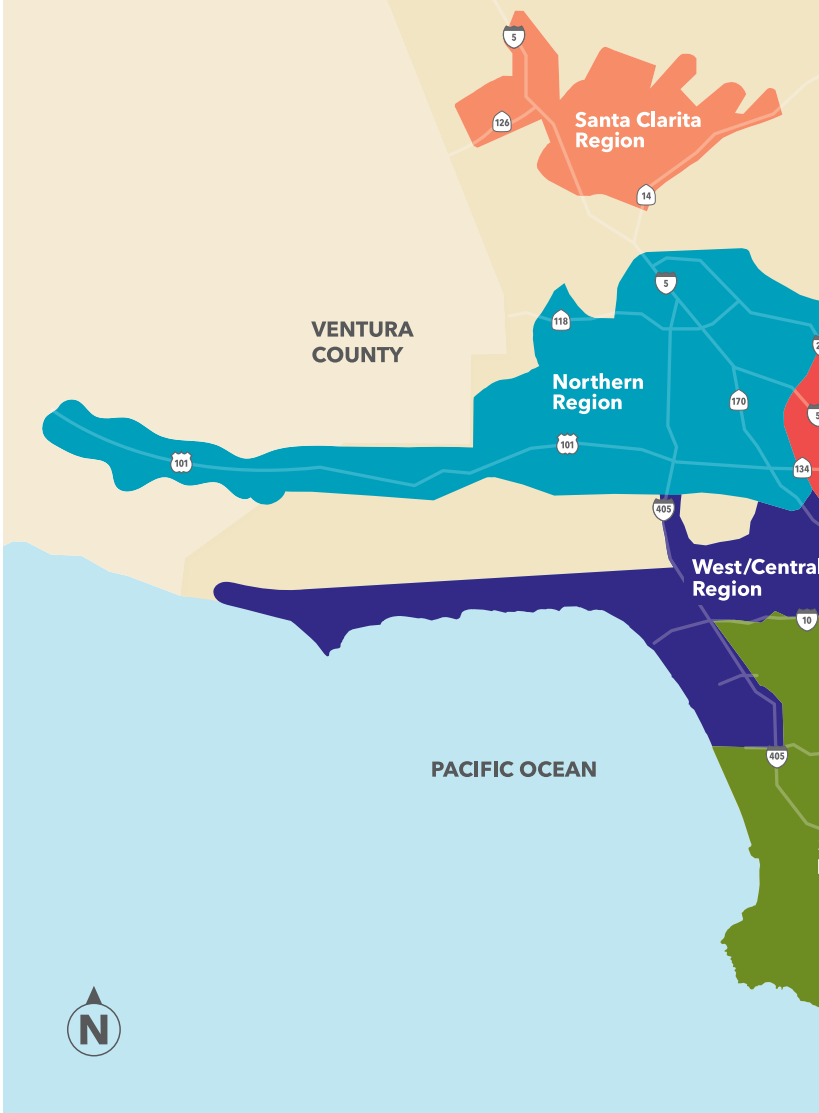 5
126
Santa Clarita
Region
14
5
118
VENTURA
COUNTY
Northern
Region
170
101
101
134
405
West/Central
Region
10
PACIFIC OCEAN
405
N